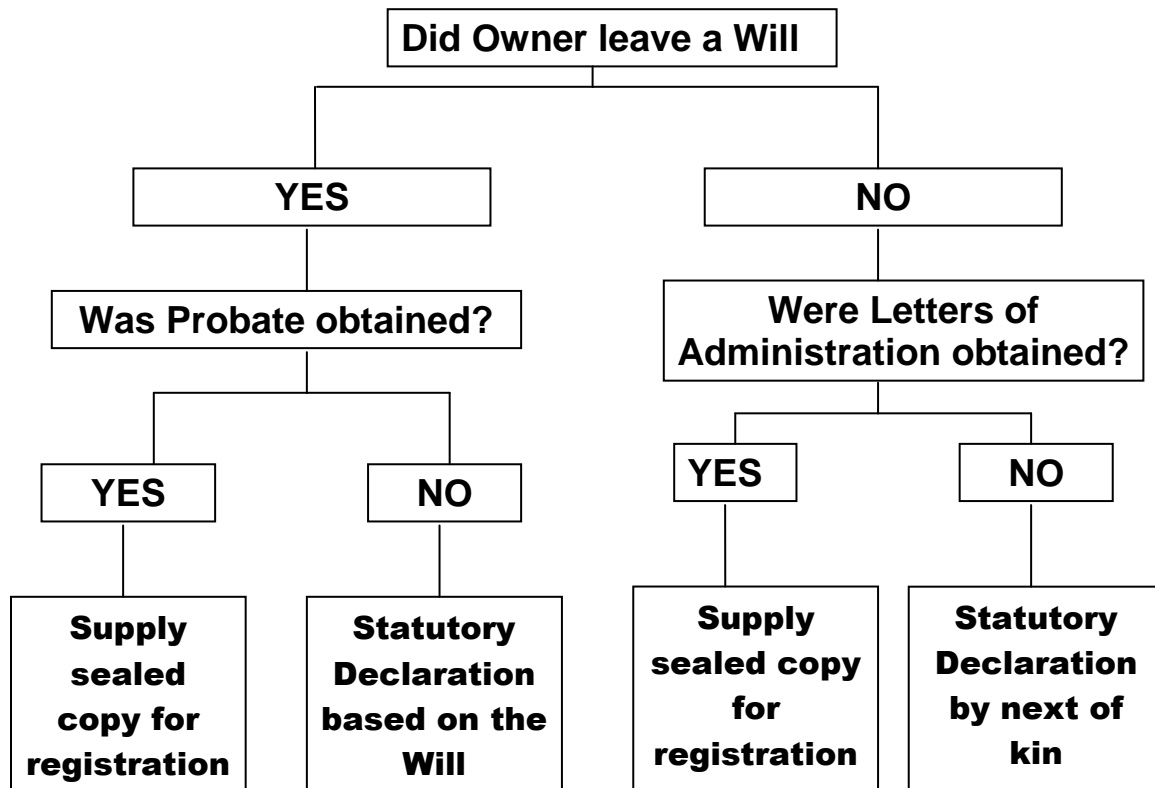 Did Owner leave a Will
YES
NO
Was Probate obtained?
Were Letters of
Administration obtained?
YES
NO
YES
NO
Supply
sealed
copy for
registration
Statutory
Declaration
based on the
Will
Supply
sealed copy
for
registration
Statutory
Declaration
by next of
kin